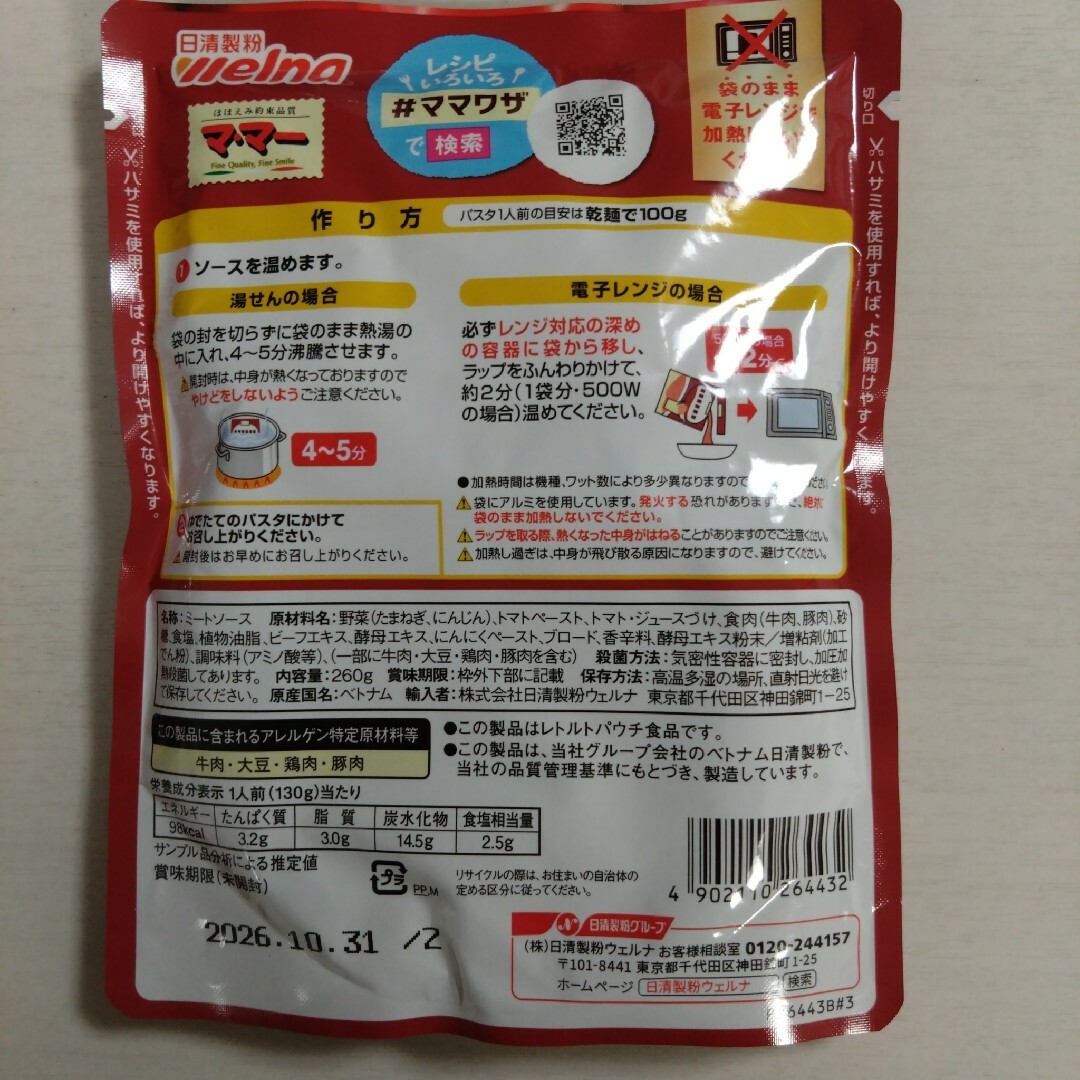 日清製粉
welna
ほほえみ約束品質
マ・マー
Fine Quality, Fine Smile
レシピ
いろいろ
#ママワザ
で 検索
袋のまま
電子レンジ
加熱
切り口
ハサミを使用すれば、より開けやすくなります。
ハサミを使用すれば、より開けやすく
作り方
パスタ1人前の目安は乾麺で100g
1 ソースを温めます。
湯せんの場合
袋の封を切らずに袋のまま熱湯の
中に入れ、4〜5分沸騰させます。
開封時は、中身が熱くなっておりますので
やけどをしないようご注意ください。
4〜5分
電子レンジの場合
必ずレンジ対応の深め
の容器に袋から移し、
ラップをふんわりかけて、
約2分(1袋分・500W
の場合)温めてください。
場合
2分
●加熱時間は機種、ワット数により多少異なりますので
袋にアルミを使用しています。発火する恐れがあります
袋のまま加熱しないでください。
ラップを取る際、熱くなった中身がはねることがありますのでご注意ください。
加熱し過ぎは、中身が飛び散る原因になりますので、避けてください。
ゆでたてのパスタにかけて
お召し上がりください。
開封後はお早めにお召し上がりください。
名称:ミートソース 原材料名:野菜(たまねぎ、にんじん)、トマトペースト、トマト・ジュースづけ、食肉(牛肉、豚肉)、砂
糖、食塩、植物油脂、ビーフエキス、酵母エキス、にんにくペースト、ブロード、香辛料、酵母エキス粉末/増粘剤(加工
でん粉)、調味料(アミノ酸等)、(一部に牛肉・大豆・鶏肉・豚肉を含む) 殺菌方法:気密性容器に密封し、加圧加
熱殺菌してあります。 内容量:260g 賞味期限:枠外下部に記載 保存方法:高温多湿の場所、直射日光を避け
て保存してください。 原産国名:ベトナム 輸入者:株式会社日清製粉ウェルナ 東京都千代田区神田錦町1-25
この製品に含まれるアレルゲン特定原材料等
牛肉・大豆・鶏肉・豚肉
●この製品はレトルトパウチ食品です。
●この製品は、当社グループ会社のベトナム日清製粉で、
当社の品質管理基準にもとづき、製造しています。
栄養成分表示 1人前(130g)当たり
エネルギー たんぱく質 脂質 炭水化物 食塩相当量
98kcal 3.2g 3.0g 14.5g 2.5g
サンプル品分析による推定値
賞味期限(未開封)
プラ
PP,M
リサイクルの際は、お住まいの自治体の
定める区分に従ってください。
2026.10.31 /2
4 902110 264432
日清製粉グループ
(株)日清製粉ウェルナ お客様相談室 0120-244157
〒101-8441 東京都千代田区神田錦町1-25
ホームページ 日清製粉ウェルナ 検索
6443B#3